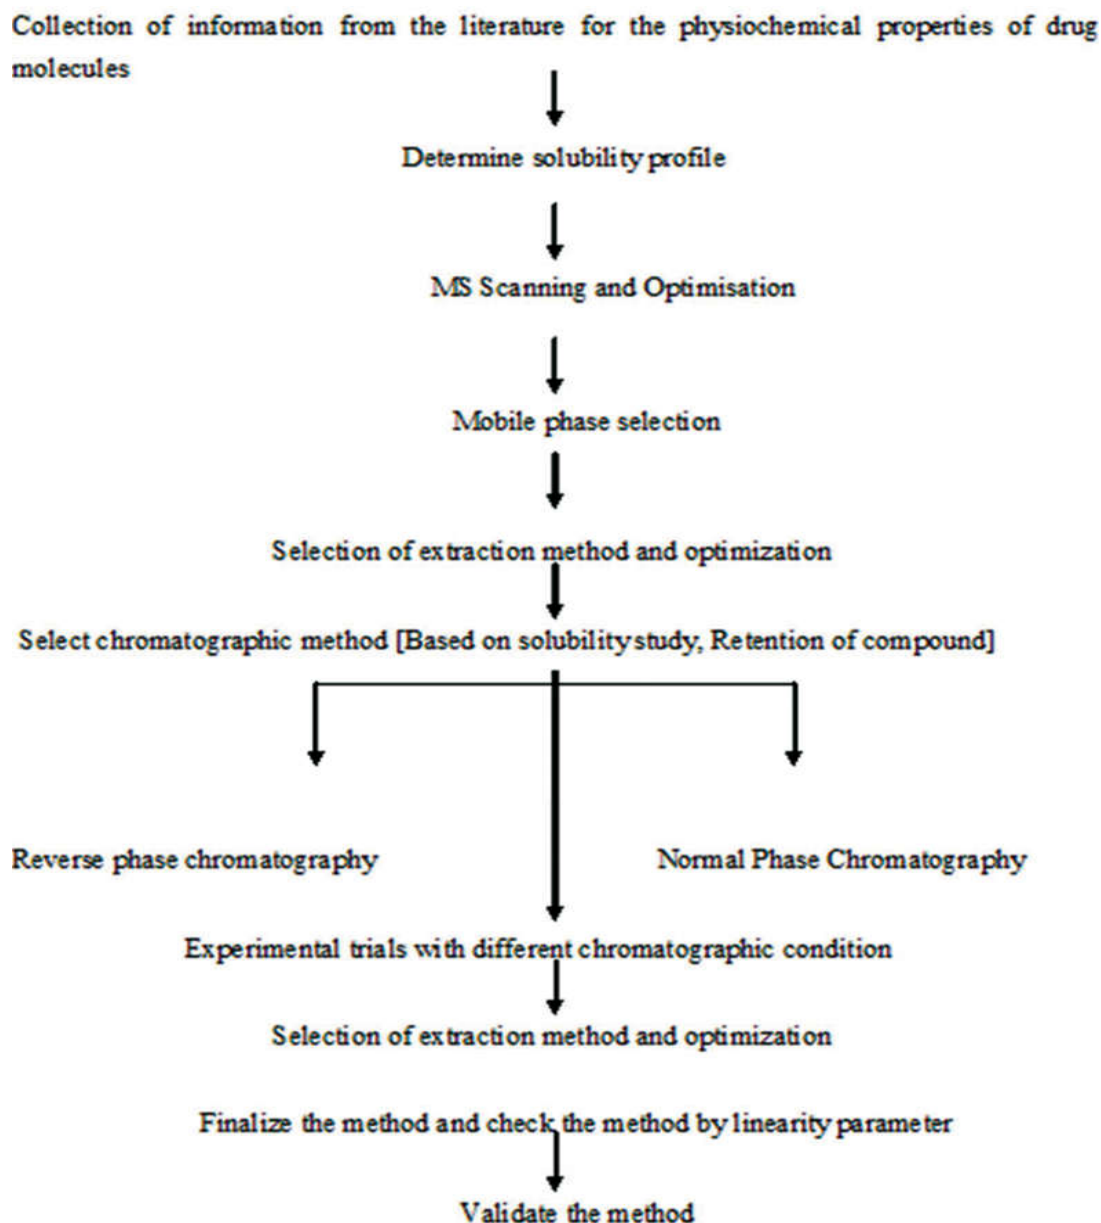 Collection of information from the literature for the physiochemical properties of drug
molecules
Determine solubility profile
MS Scanning and Optimisation
Mobile phase selection
Selection of extraction method and optimization
Select chromatographic method [Based on solubility study, Retention of compound]
Reverse phase chromatography
Normal Phase Chromatography
Experimental trials with different chromatographic condition
Selection of extraction method and optimization
Finalize the method and check the method by linearity parameter
Validate the method